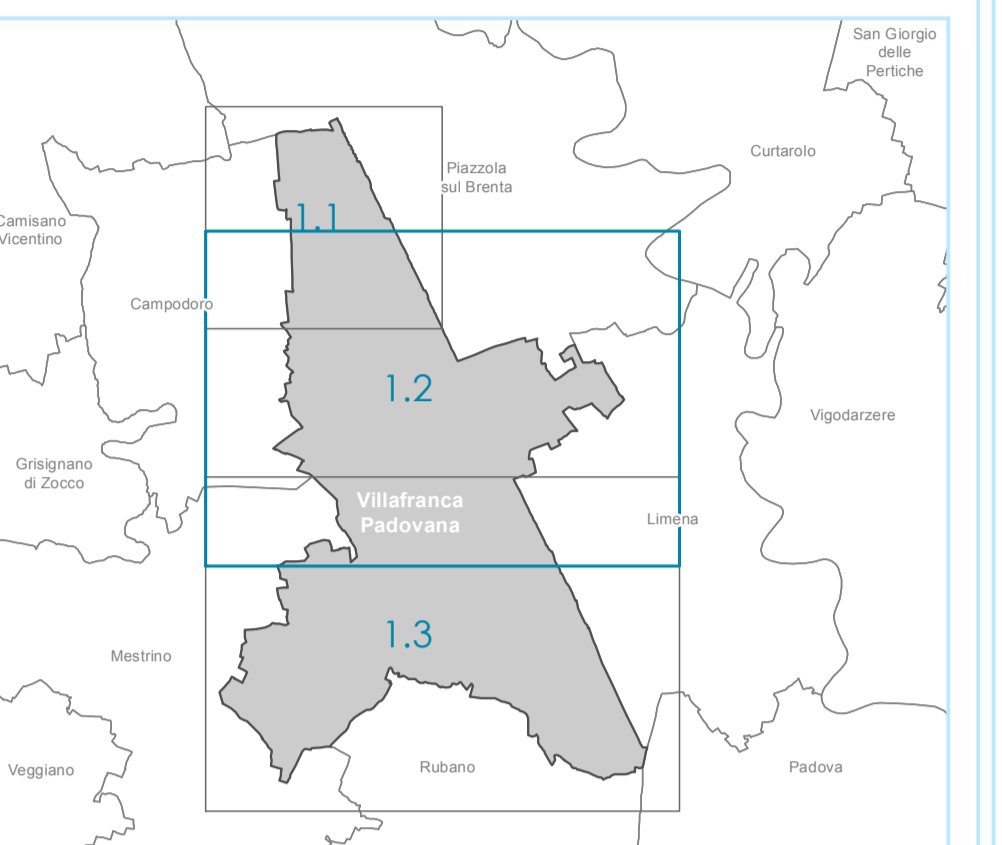 San Giorgio
delle
Pertiche
Curtarolo
Piazzola
sul Brenta
1.1
Camisano
Vicentino
Campodoro
1.2
Vigodarzere
Grisignano
di Zocco
Villafranca
Padovana
Limena
1.3
Mestrino
Veggiano
Rubano
Padova